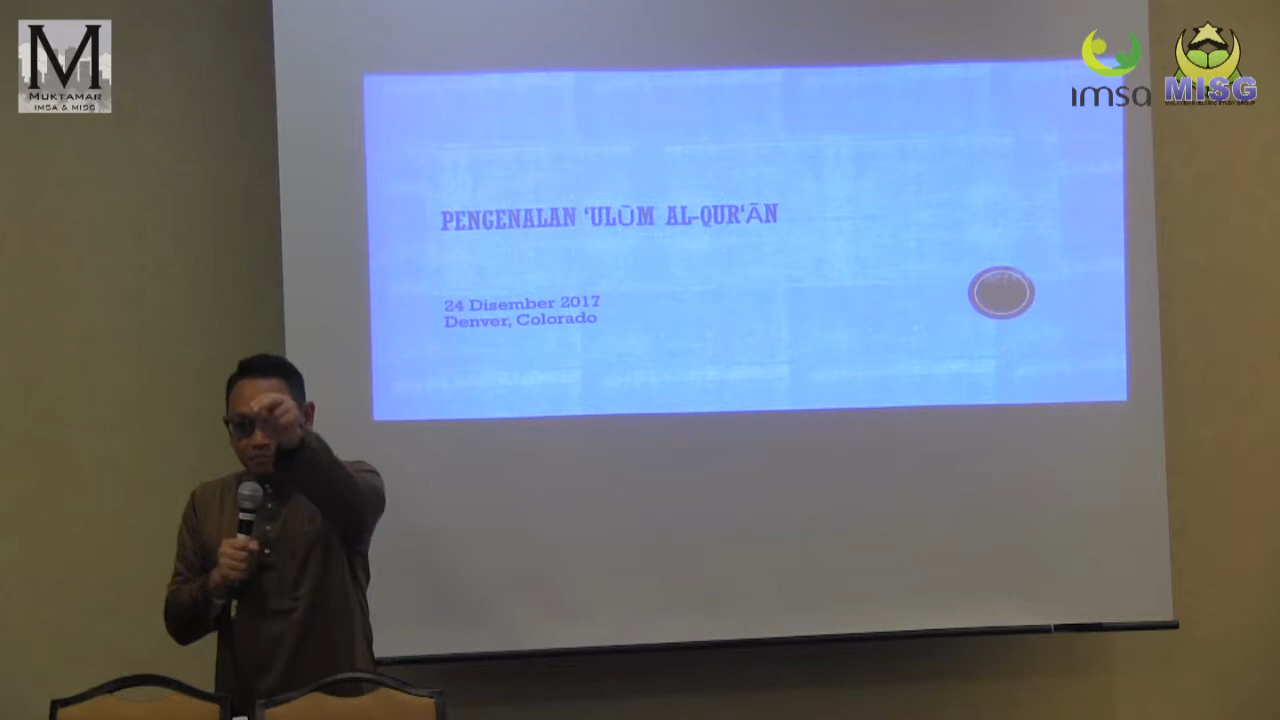 M
MUKTAMAR
IMSA & MISG
imsa
MISG
PENGENALAN ‘ULŪM AL-QUR‘ĀN
24 Disember 2017
Denver, Colorado